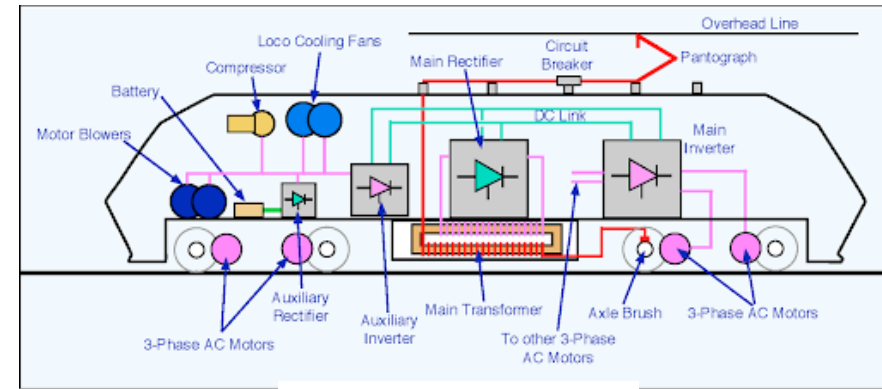 Overhead Line
Loco Cooling Fans
Circuit
Breaker
Main Rectifier
Pantograph
Compressor
Battery
DC Link
Main
Inverter
Motor Blowers
Auxiliary
Rectifier
Main Transformer
Axle Brush
3-Phase AC Motors
Auxiliary
Inverter
To other 3-Phase
AC Motors
3-Phase AC Motors